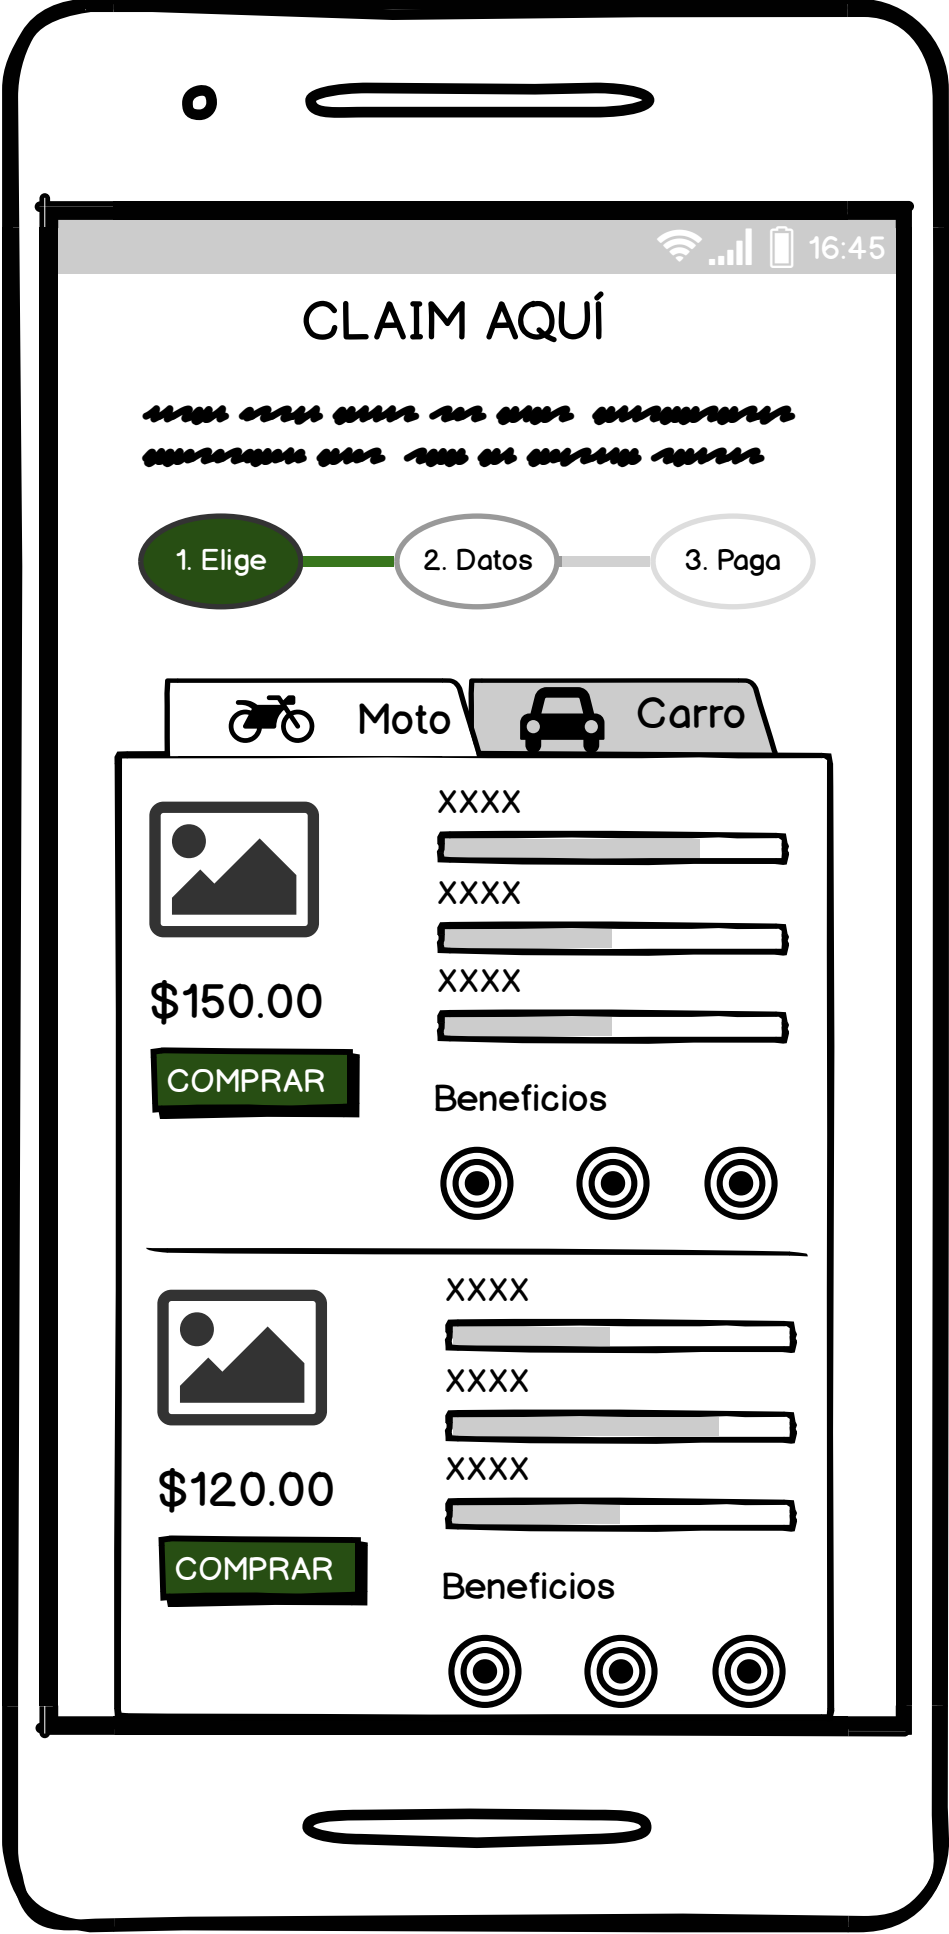 16:45
CLAIM AQUÍ
1. Elige
2. Datos
3. Paga
Moto
Carro
XXXX
XXXX
XXXX
$150.00
COMPRAR
Beneficios
XXXX
XXXX
XXXX
$120.00
COMPRAR
Beneficios